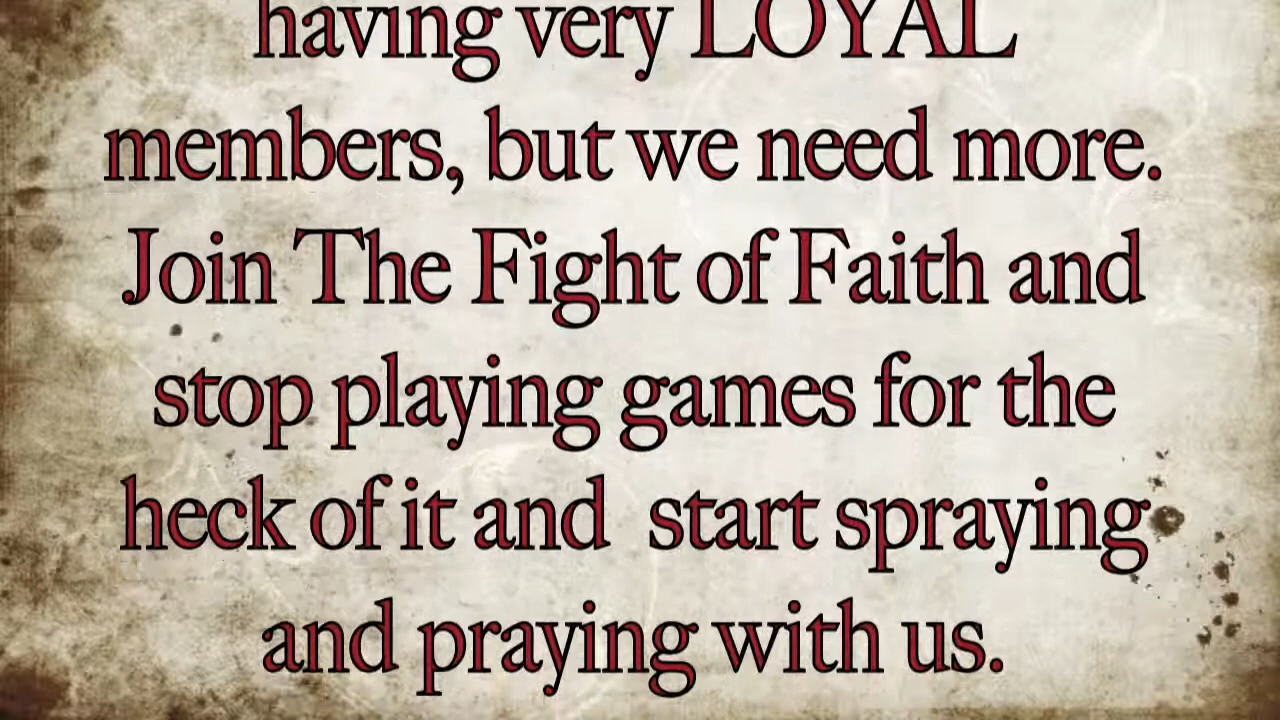 having very LOYAL
members, but we need more.
Join The Fight of Faith and
stop playing games for the
heck of it and  start spraying
and praying with us.